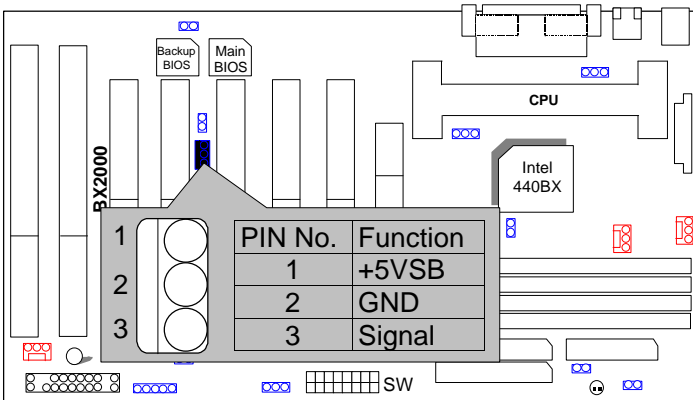 Backup
BIOS
Main
BIOS
CPU
Intel
440BX
BX2000
PIN No. Function
1 +5VSB
2 GND
3 Signal
1
2
3
SW